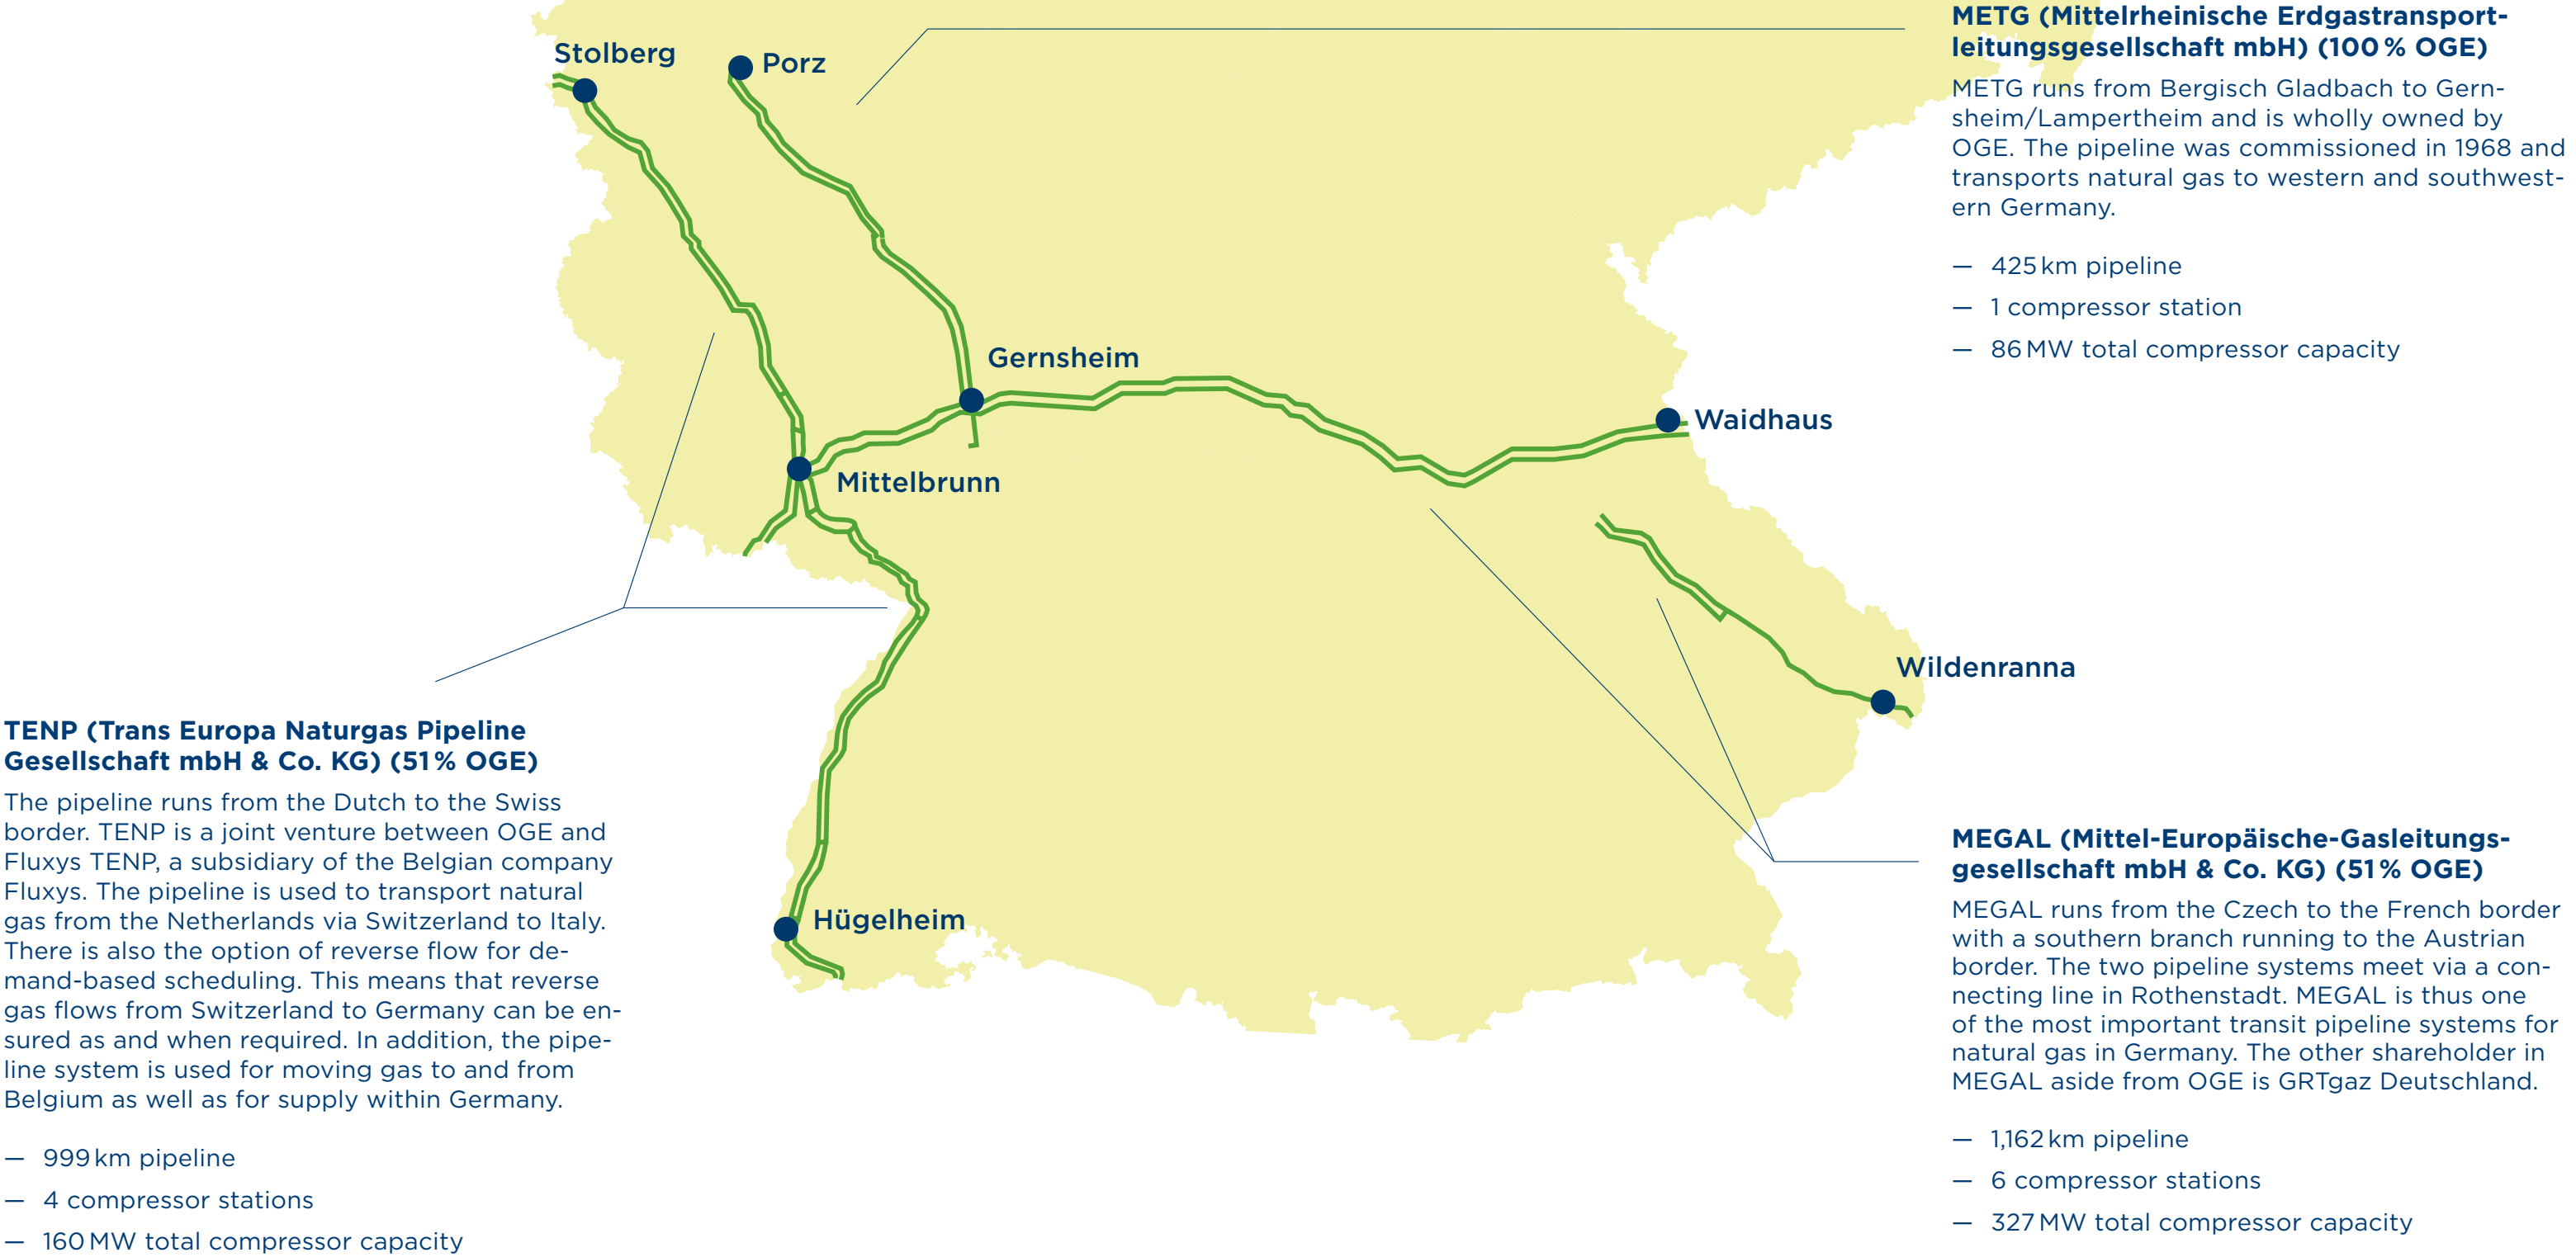 METG (Mittelrheinische Erdgastransport-
leitungsgesellschaft mbH) (100 % OGE)
METG runs from Bergisch Gladbach to Gern-
sheim/Lampertheim and is wholly owned by
OGE. The pipeline was commissioned in 1968 and
transports natural gas to western and southwest-
ern Germany.
— 425 km pipeline
— 1 compressor station
— 86 MW total compressor capacity
Stolberg
Porz
Gernsheim
Waidhaus
Mittelbrunn
Wildenranna
Hügelheim
TENP (Trans Europa Naturgas Pipeline
Gesellschaft mbH & Co. KG) (51 % OGE)
The pipeline runs from the Dutch to the Swiss
border. TENP is a joint venture between OGE and
Fluxys TENP, a subsidiary of the Belgian company
Fluxys. The pipeline is used to transport natural
gas from the Netherlands via Switzerland to Italy.
There is also the option of reverse flow for de-
mand-based scheduling. This means that reverse
gas flows from Switzerland to Germany can be en-
sured as and when required. In addition, the pipe-
line system is used for moving gas to and from
Belgium as well as for supply within Germany.
— 999 km pipeline
— 4 compressor stations
— 160 MW total compressor capacity
MEGAL (Mittel-Europäische-Gasleitungs-
gesellschaft mbH & Co. KG) (51 % OGE)
MEGAL runs from the Czech to the French border
with a southern branch running to the Austrian
border. The two pipeline systems meet via a con-
necting line in Rothenstadt. MEGAL is thus one
of the most important transit pipeline systems for
natural gas in Germany. The other shareholder in
MEGAL aside from OGE is GRTgaz Deutschland.
— 1,162 km pipeline
— 6 compressor stations
— 327 MW total compressor capacity